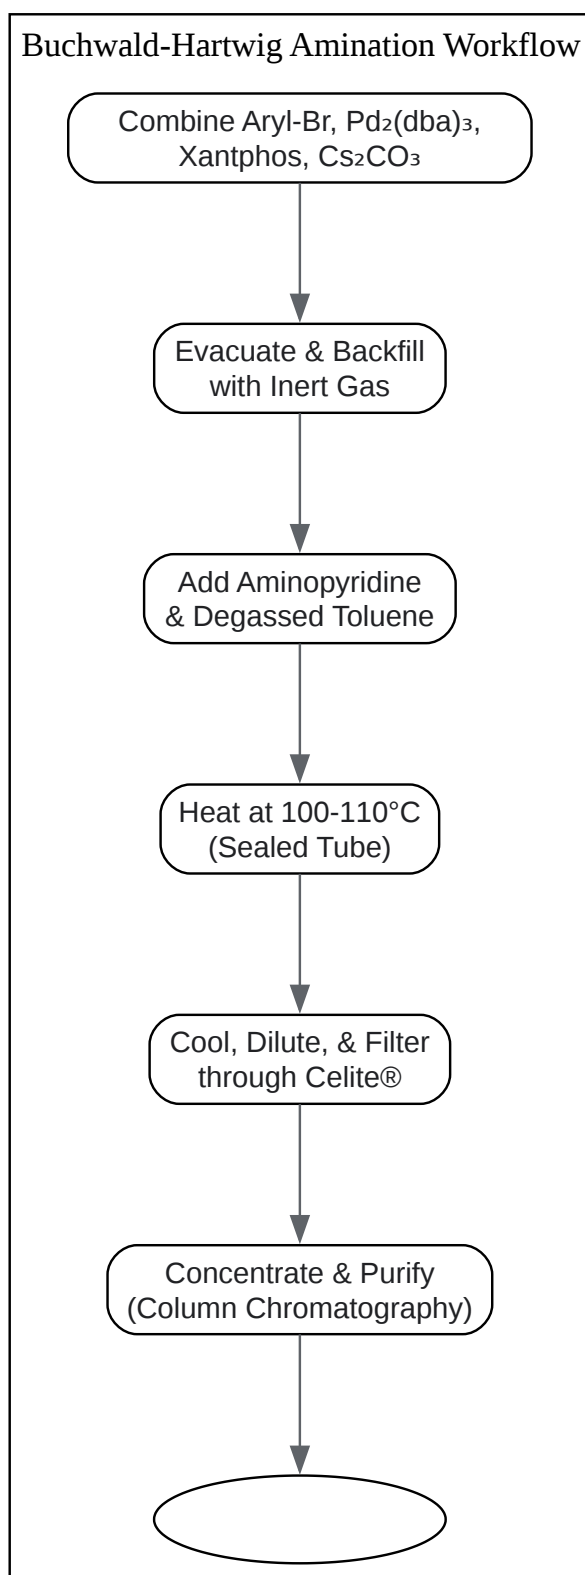 Buchwald-Hartwig Amination Workflow
Combine Aryl-Br, Pd₂(dba)₃,
Xantphos, Cs₂CO₃
Evacuate & Backfill
with Inert Gas
Add Aminopyridine
& Degassed Toluene
Heat at 100-110°C
(Sealed Tube)
Cool, Dilute, & Filter
through Celite®
Concentrate & Purify
(Column Chromatography)